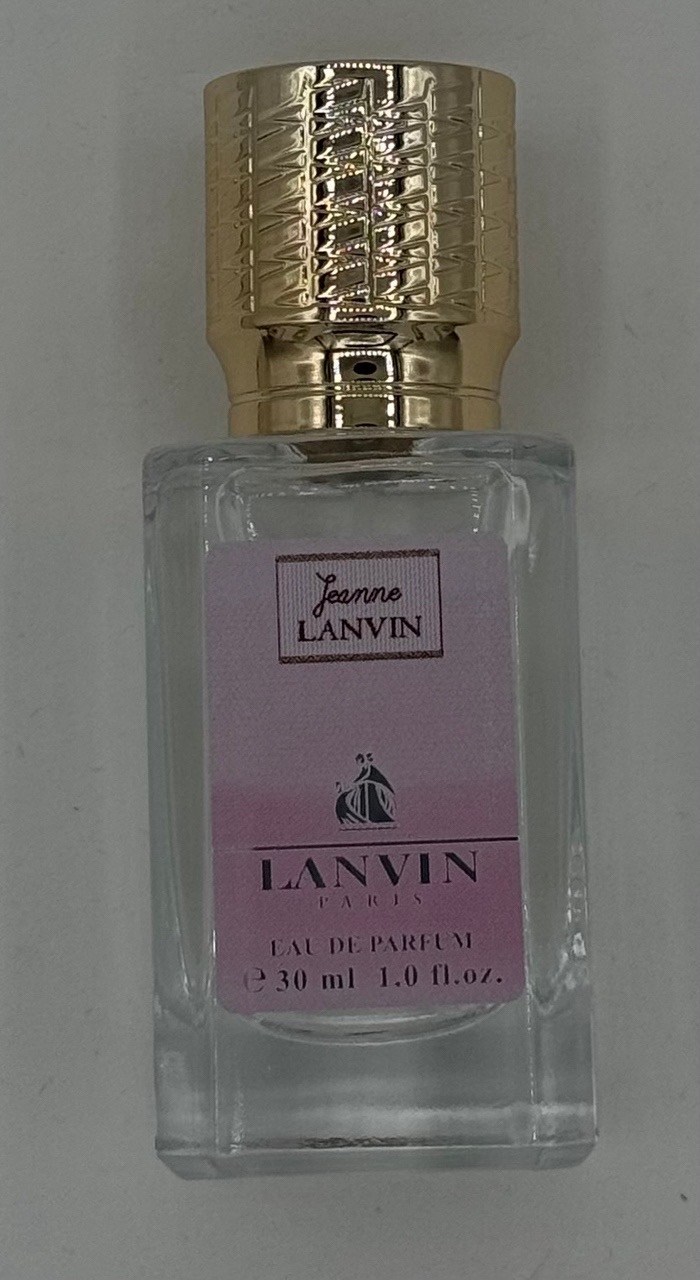 Jeanne
LANVIN
LANVIN
PARIS
EAU DE PARFUM
℮ 30 ml 1.0 fl.oz.